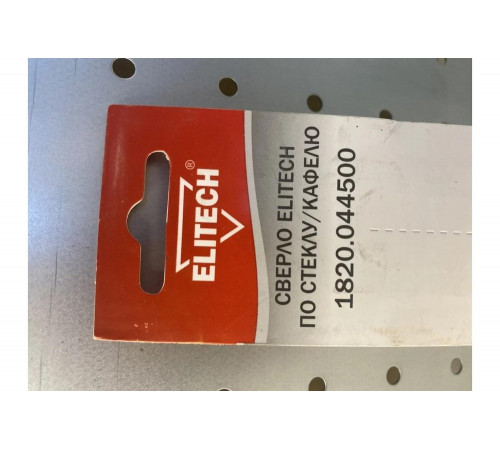 ELITECH®
СВЕРЛО ELITECH
ПО СТЕКЛУ/КАФЕЛЮ
1820.044500